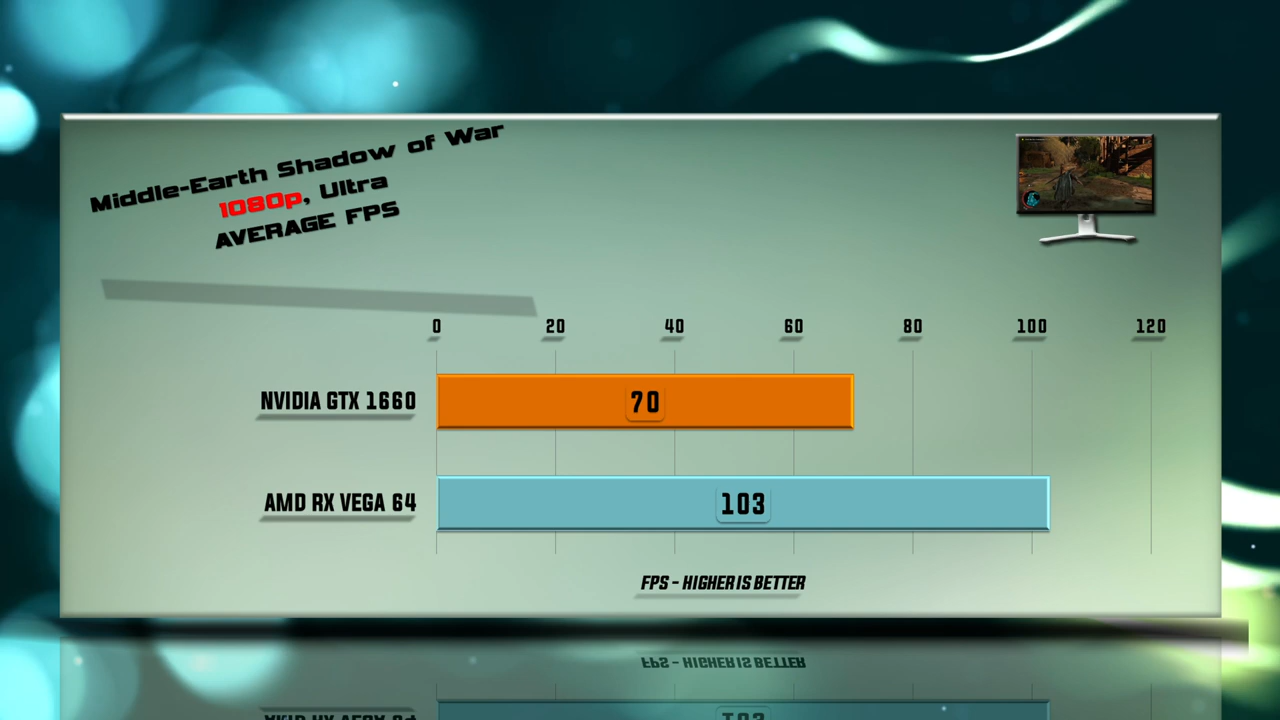 Middle-Earth Shadow of War
1080p, Ultra
AVERAGE FPS
0 20 40 60 80 100 120
NVIDIA GTX 1660 70
AMD RX VEGA 64 103
FPS - HIGHER IS BETTER